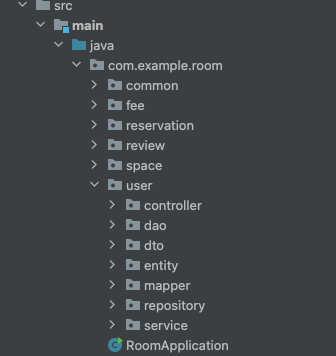 src
main
java
com.example.room
common
fee
reservation
review
space
user
controller
dao
dto
entity
mapper
repository
service
RoomApplication